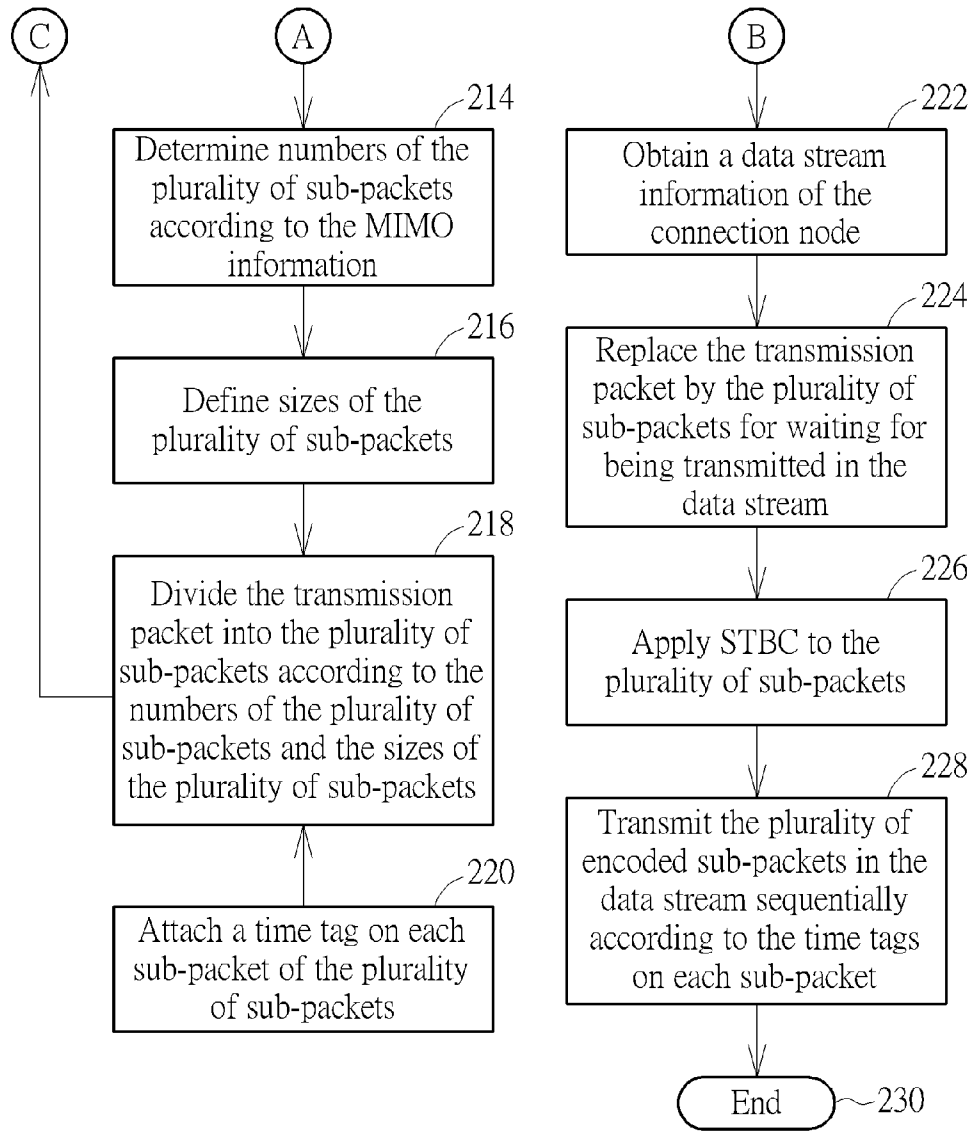 C
A
214
Determine numbers of the
plurality of sub-packets
according to the MIMO
information
216
Define sizes of the
plurality of sub-packets
218
Divide the transmission
packet into the plurality of
sub-packets according to the
numbers of the plurality of
sub-packets and the sizes of
the plurality of sub-packets
220
Attach a time tag on each
sub-packet of the plurality
of sub-packets
B
222
Obtain a data stream
information of the
connection node
224
Replace the transmission
packet by the plurality of
sub-packets for waiting for
being transmitted in the
data stream
226
Apply STBC to the
plurality of sub-packets
228
Transmit the plurality of
encoded sub-packets in the
data stream sequentially
according to the time tags
on each sub-packet
End
230